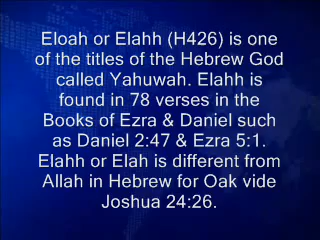 Eloah or Elahh (H426) is one
of the titles of the Hebrew God
called Yahuwah. Elahh is
found in 78 verses in the
Books of Ezra & Daniel such
as Daniel 2:47 & Ezra 5:1.
Elahh or Elah is different from
Allah in Hebrew for Oak vide
Joshua 24:26.